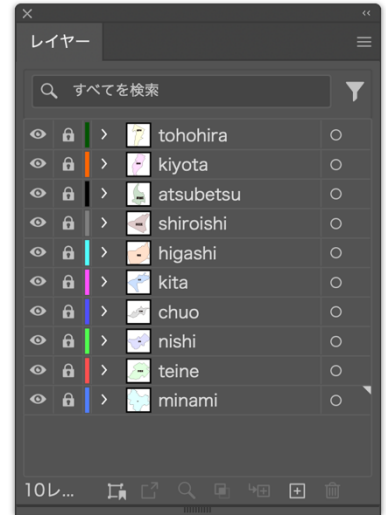 レイヤー
すべてを検索
tohohira
kiyota
atsubetsu
shiroishi
higashi
kita
chuo
nishi
teine
minami
10レ...